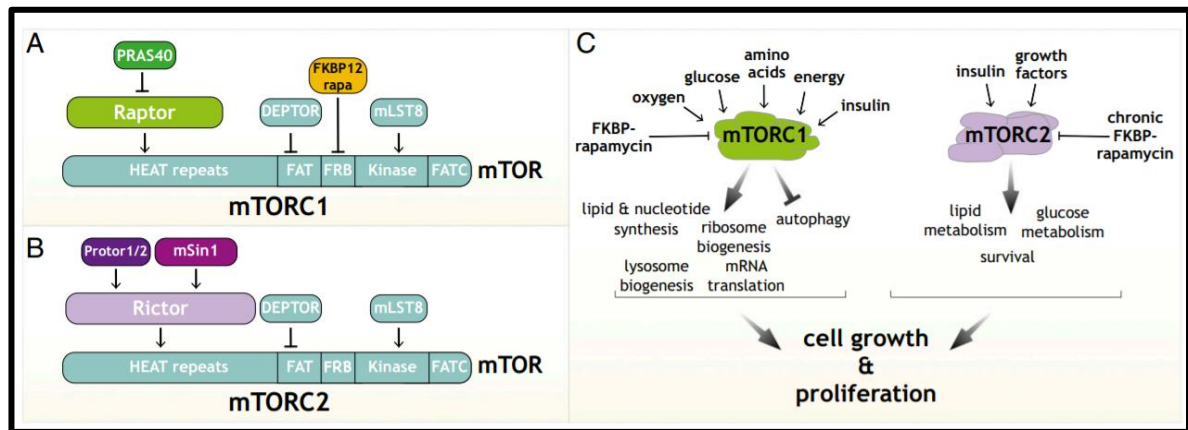 A
PRAS40
Raptor
FKBP12
rapa
DEPTOR
mLST8
HEAT repeats
FAT
FRB
Kinase
FATC
mTOR
mTORC1
B
Protor1/2
mSin1
Rictor
DEPTOR
mLST8
HEAT repeats
FAT
FRB
Kinase
FATC
mTOR
mTORC2
C
amino
acids
glucose
energy
oxygen
insulin
FKBP-
rapamycin
mTORC1
lipid & nucleotide
synthesis
ribosome
biogenesis
autophagy
lysosome
biogenesis
mRNA
translation
growth
factors
insulin
mTORC2
chronic
FKBP-
rapamycin
lipid
metabolism
glucose
metabolism
survival
cell growth
&
proliferation